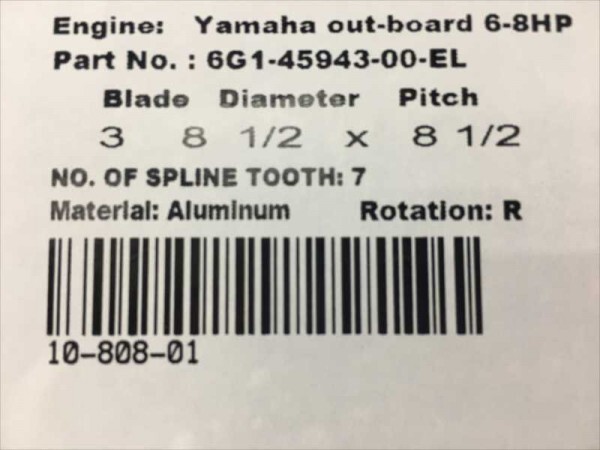 Engine: Yamaha out-board 6-8HP
Part No. : 6G1-45943-00-EL
Blade Diameter Pitch
3 8 1/2 x 8 1/2
NO. OF SPLINE TOOTH: 7
Material: Aluminum Rotation: R
10-808-01